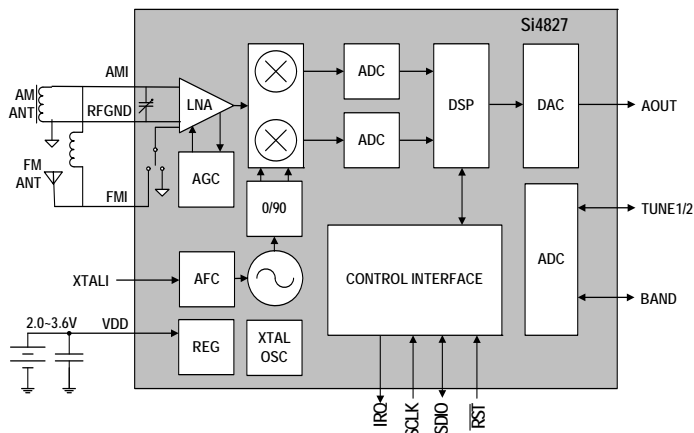 Si4827
AMI
AM
ANT
RFGND
LNA
ADC
ADC
DSP
DAC
AOUT
FM
ANT
FMI
AGC
0/90
TUNE1/2
ADC
BAND
CONTROL INTERFACE
XTALI
AFC
2.0~3.6V
VDD
REG
XTAL
OSC
IRQ
SCLK
SDIO
RST